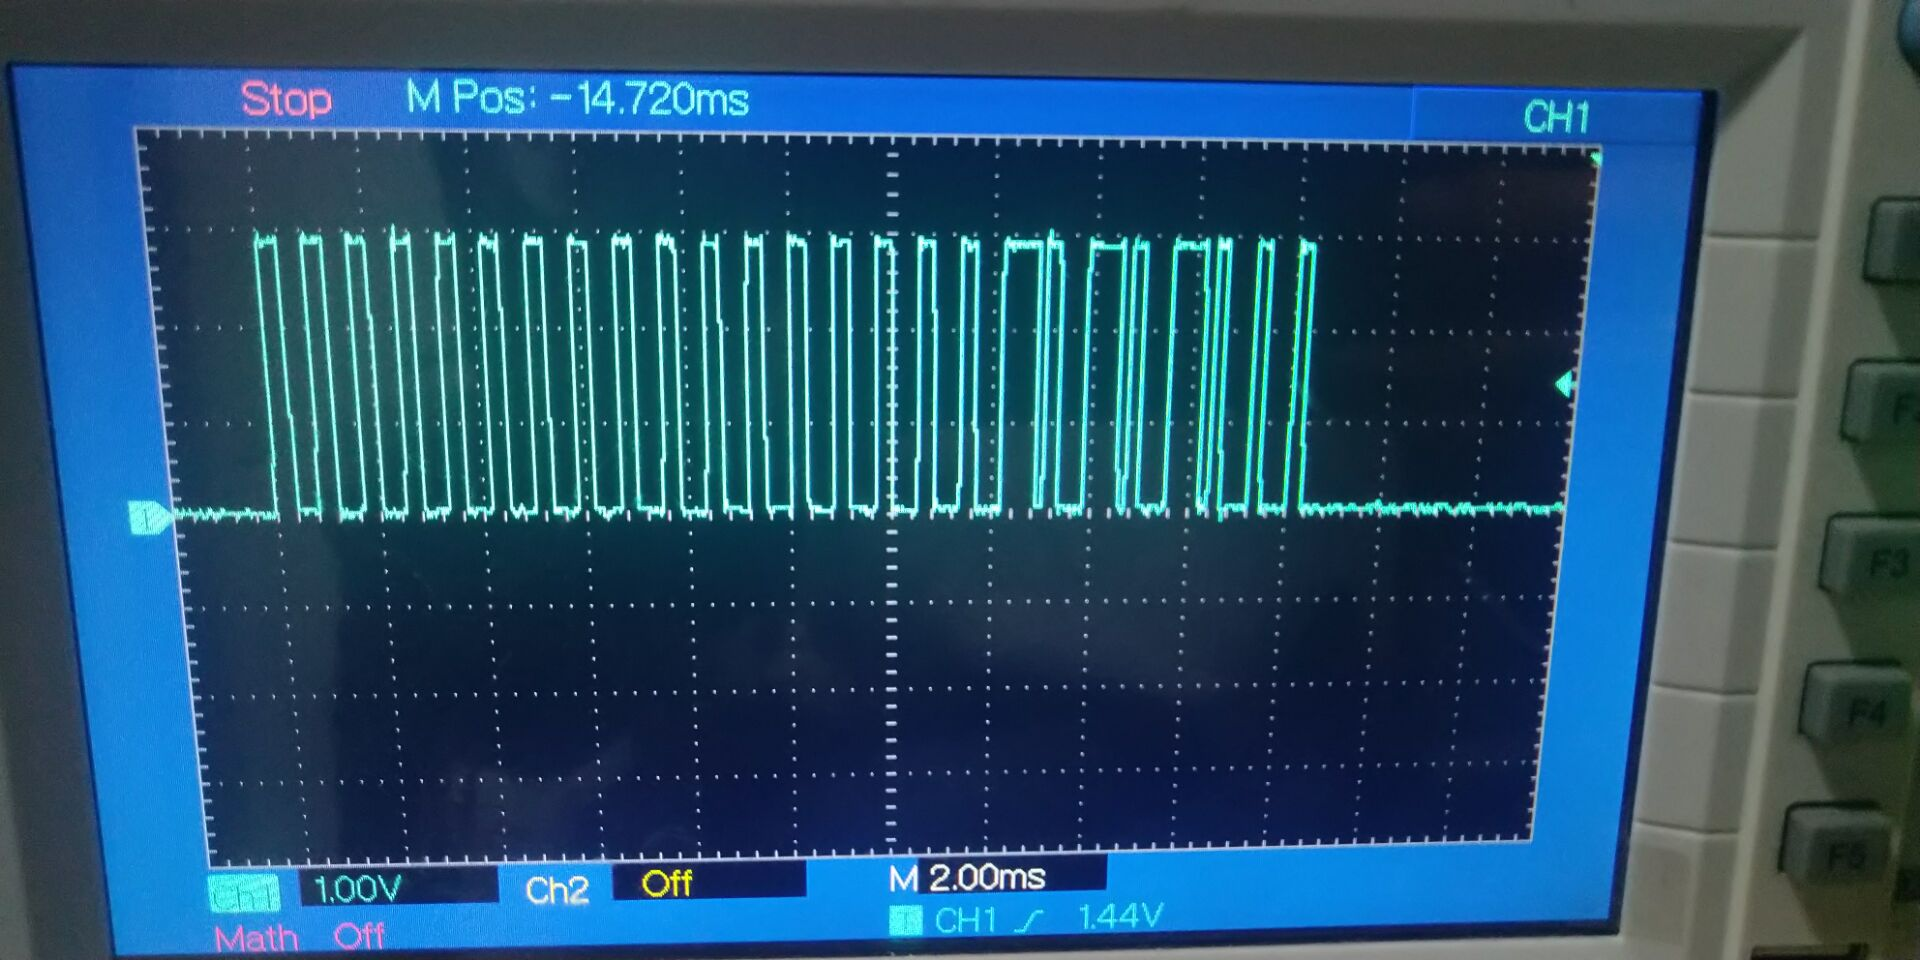 Stop M Pos: -14.720ms CH1
CH1 1.00V Ch2 Off M 2.00ms
CH1 1.44V
Math Off
F3
F4
F5